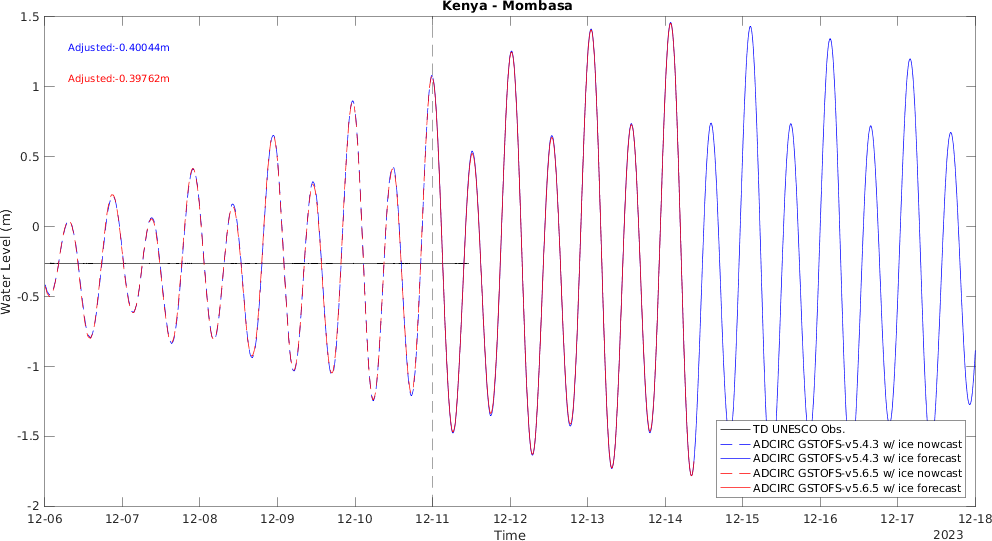 Kenya - Mombasa
Adjusted:-0.40044m
Adjusted:-0.39762m
Water Level (m)
1.5
1
0.5
0
-0.5
-1
-1.5
-2
TD UNESCO Obs.
ADCIRC GSTOFS-v5.4.3 w/ ice nowcast
ADCIRC GSTOFS-v5.4.3 w/ ice forecast
ADCIRC GSTOFS-v5.6.5 w/ ice nowcast
ADCIRC GSTOFS-v5.6.5 w/ ice forecast
12-06 12-07 12-08 12-09 12-10 12-11 12-12 12-13 12-14 12-15 12-16 12-17 12-18
Time
2023